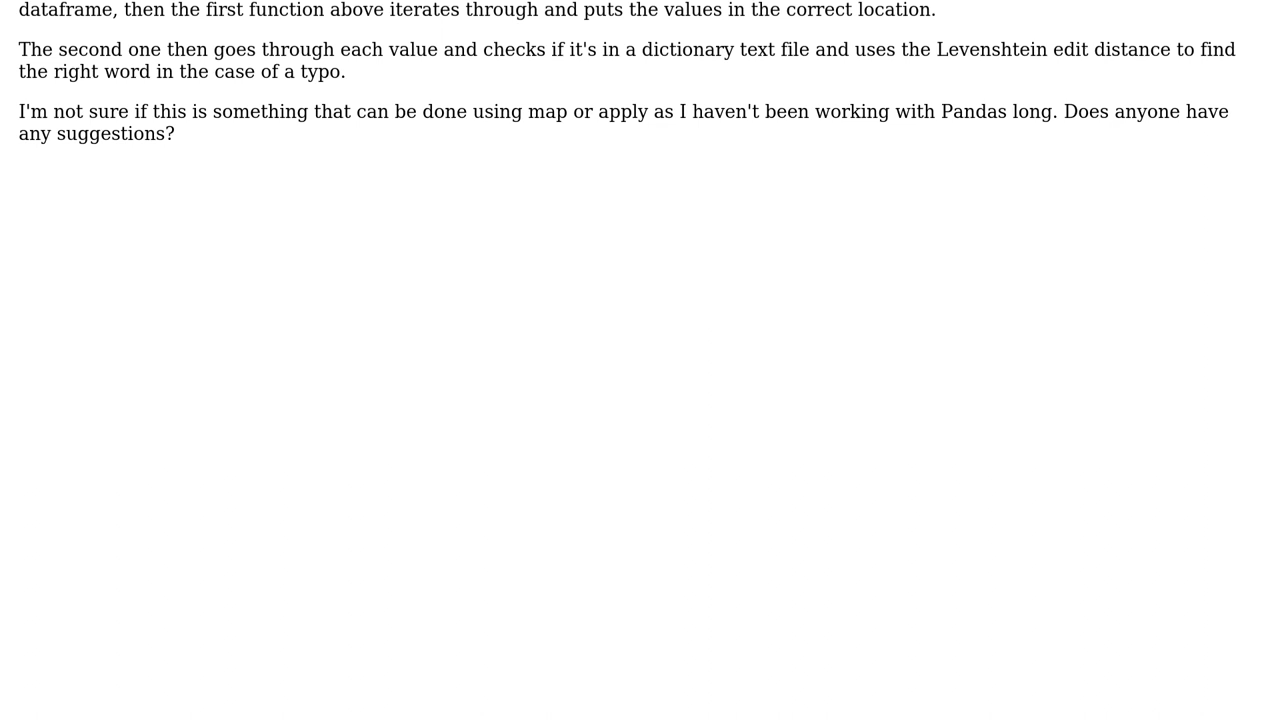 dataframe, then the first function above iterates through and puts the values in the correct location.
The second one then goes through each value and checks if it's in a dictionary text file and uses the Levenshtein edit distance to find
the right word in the case of a typo.
I'm not sure if this is something that can be done using map or apply as I haven't been working with Pandas long. Does anyone have
any suggestions?